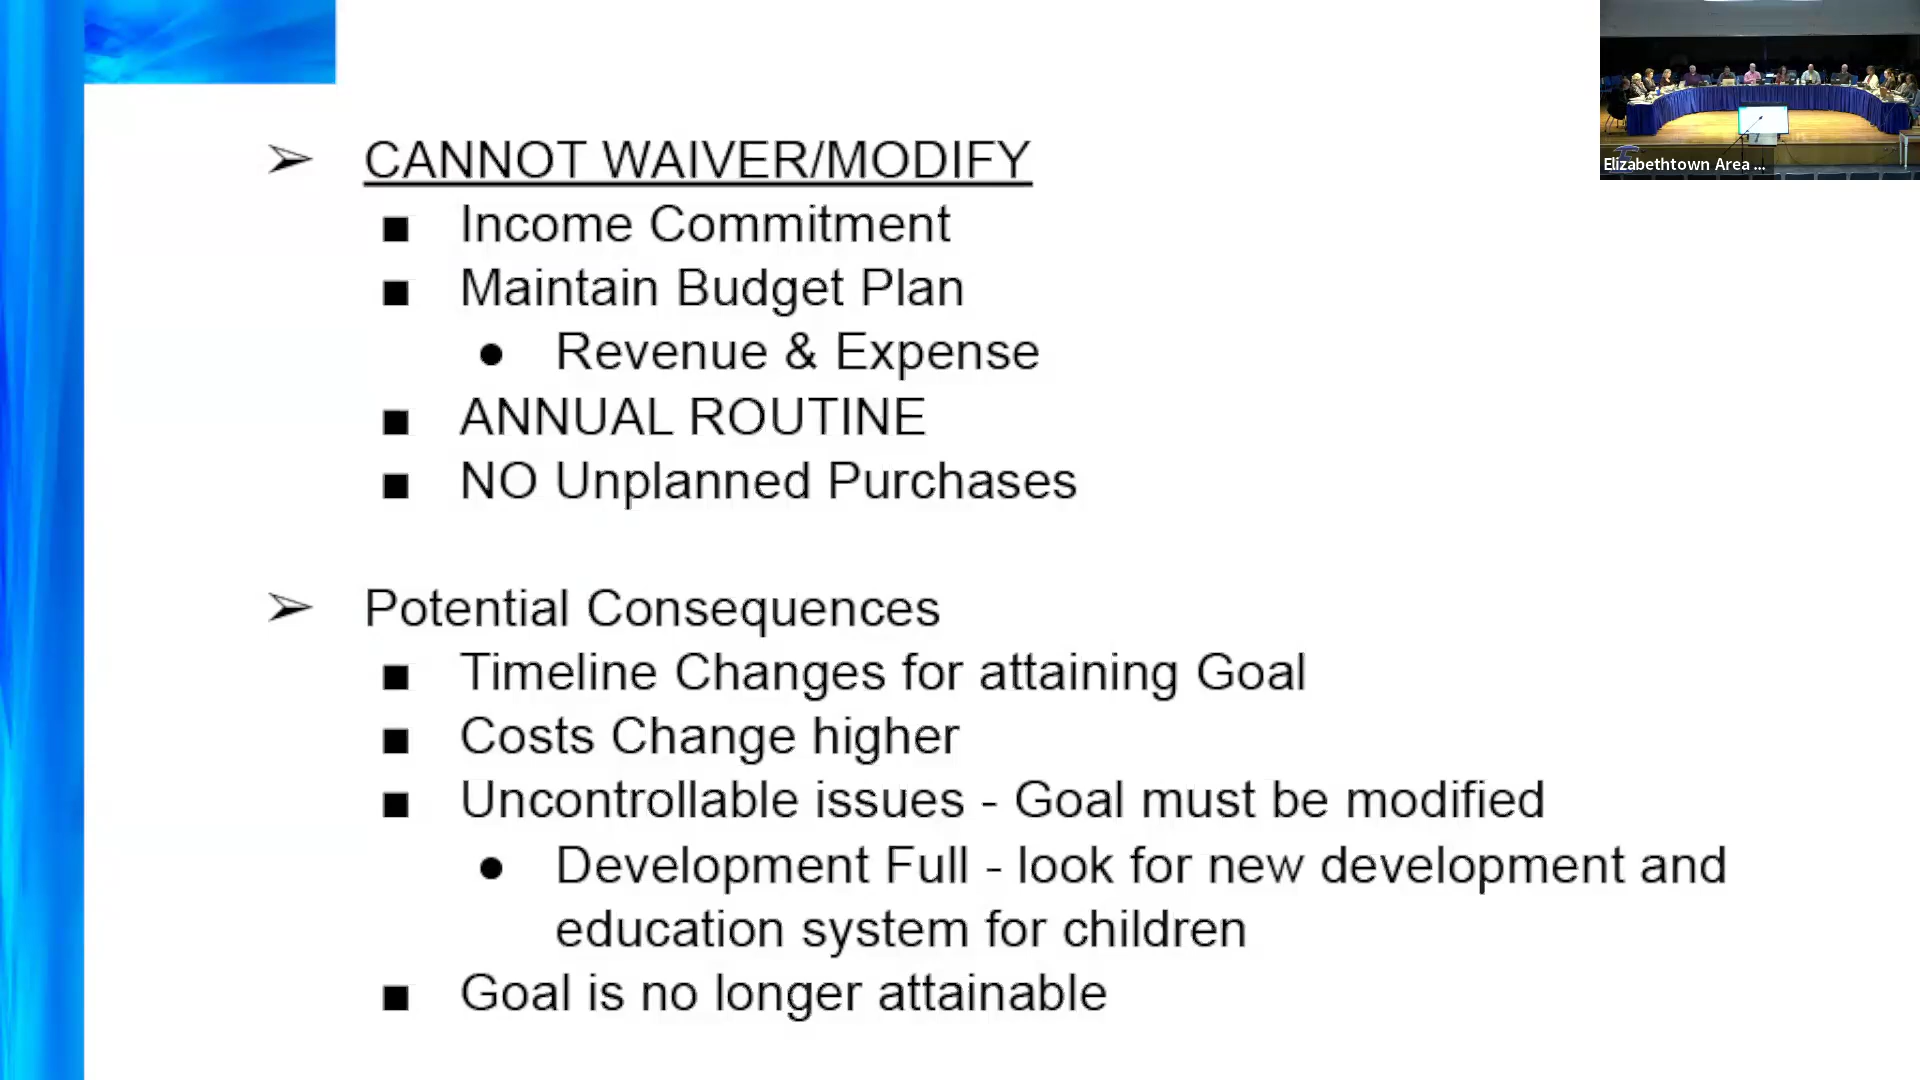 ➢ CANNOT WAIVER/MODIFY
■ Income Commitment
■ Maintain Budget Plan
● Revenue & Expense
■ ANNUAL ROUTINE
■ NO Unplanned Purchases
➢ Potential Consequences
■ Timeline Changes for attaining Goal
■ Costs Change higher
■ Uncontrollable issues - Goal must be modified
● Development Full - look for new development and
education system for children
■ Goal is no longer attainable
Elizabethtown Area ...